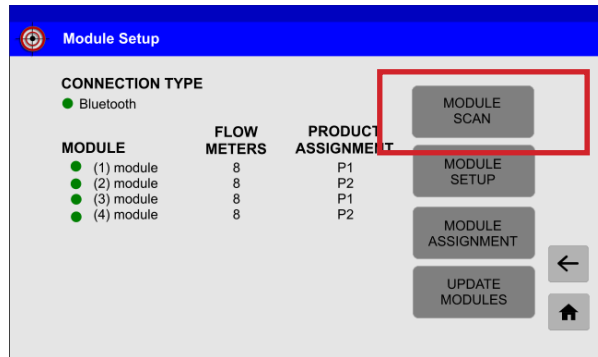 Module Setup
CONNECTION TYPE
Bluetooth
MODULE FLOW METERS PRODUCT ASSIGNMENT
(1) module 8 P1
(2) module 8 P2
(3) module 8 P1
(4) module 8 P2
MODULE
SCAN
MODULE
SETUP
MODULE
ASSIGNMENT
UPDATE
MODULES